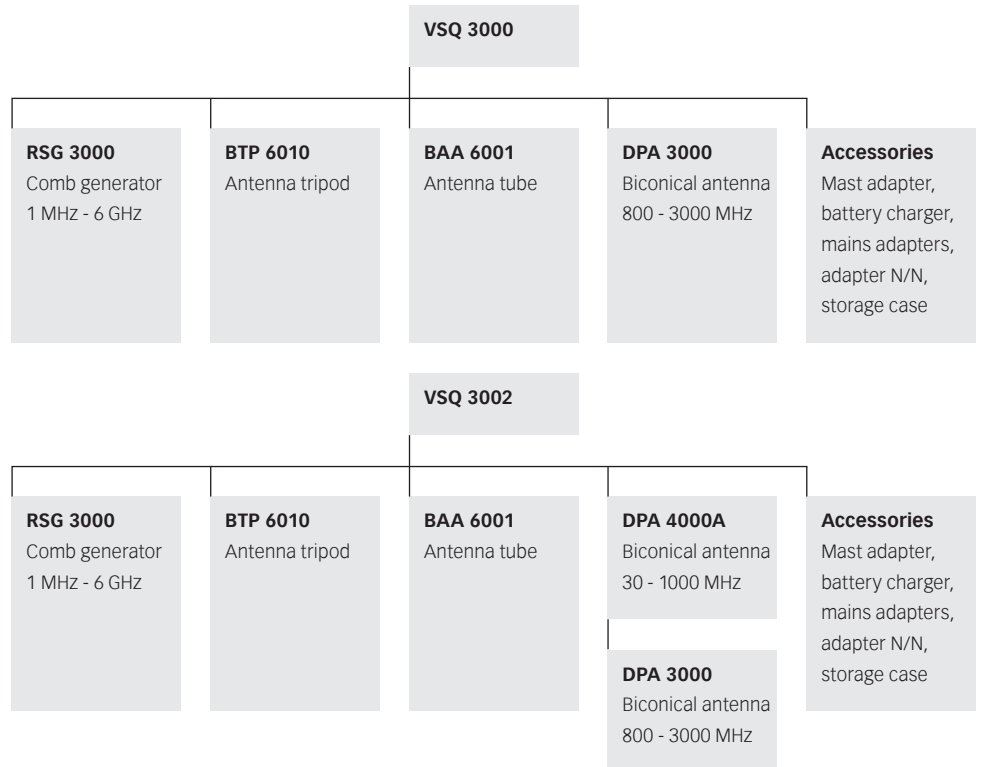 VSQ 3000
RSG 3000
Comb generator
1 MHz - 6 GHz
BTP 6010
Antenna tripod
BAA 6001
Antenna tube
DPA 3000
Biconical antenna
800 - 3000 MHz
Accessories
Mast adapter,
battery charger,
mains adapters,
adapter N/N,
storage case
VSQ 3002
RSG 3000
Comb generator
1 MHz - 6 GHz
BTP 6010
Antenna tripod
BAA 6001
Antenna tube
DPA 4000A
Biconical antenna
30 - 1000 MHz
DPA 3000
Biconical antenna
800 - 3000 MHz
Accessories
Mast adapter,
battery charger,
mains adapters,
adapter N/N,
storage case